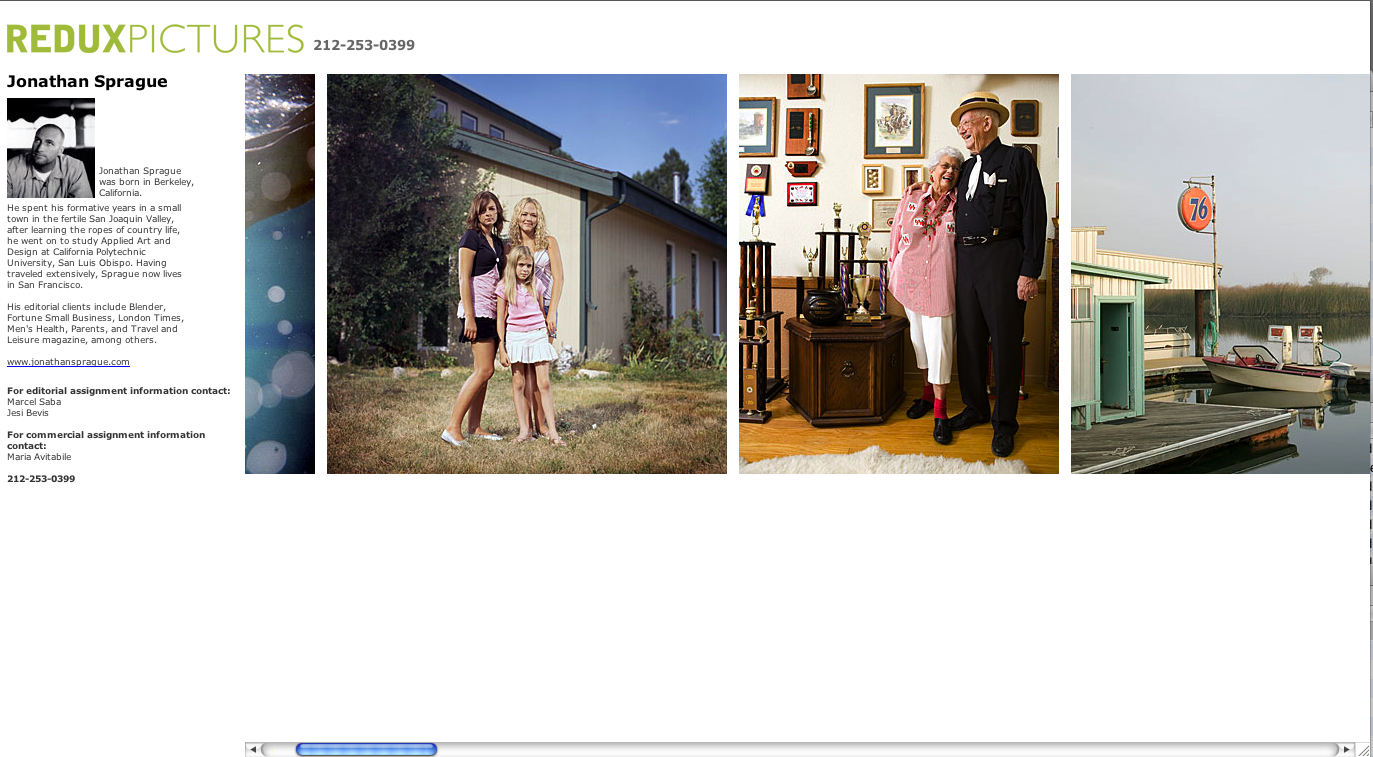 REDUXPICTURES 212-253-0399
Jonathan Sprague
Jonathan Sprague
was born in Berkeley,
California.
He spent his formative years in a small
town in the fertile San Joaquin Valley,
after learning the ropes of country life,
he went on to study Applied Art and
Design at California Polytechnic
University, San Luis Obispo. Having
traveled extensively, Sprague now lives
in San Francisco.
His editorial clients include Blender,
Fortune Small Business, London Times,
Men's Health, Parents, and Travel and
Leisure magazine, among others.
www.jonathansprague.com
For editorial assignment information contact:
Marcel Saba
Jesi Bevis
For commercial assignment information
contact:
Maria Avitabile
212-253-0399
76